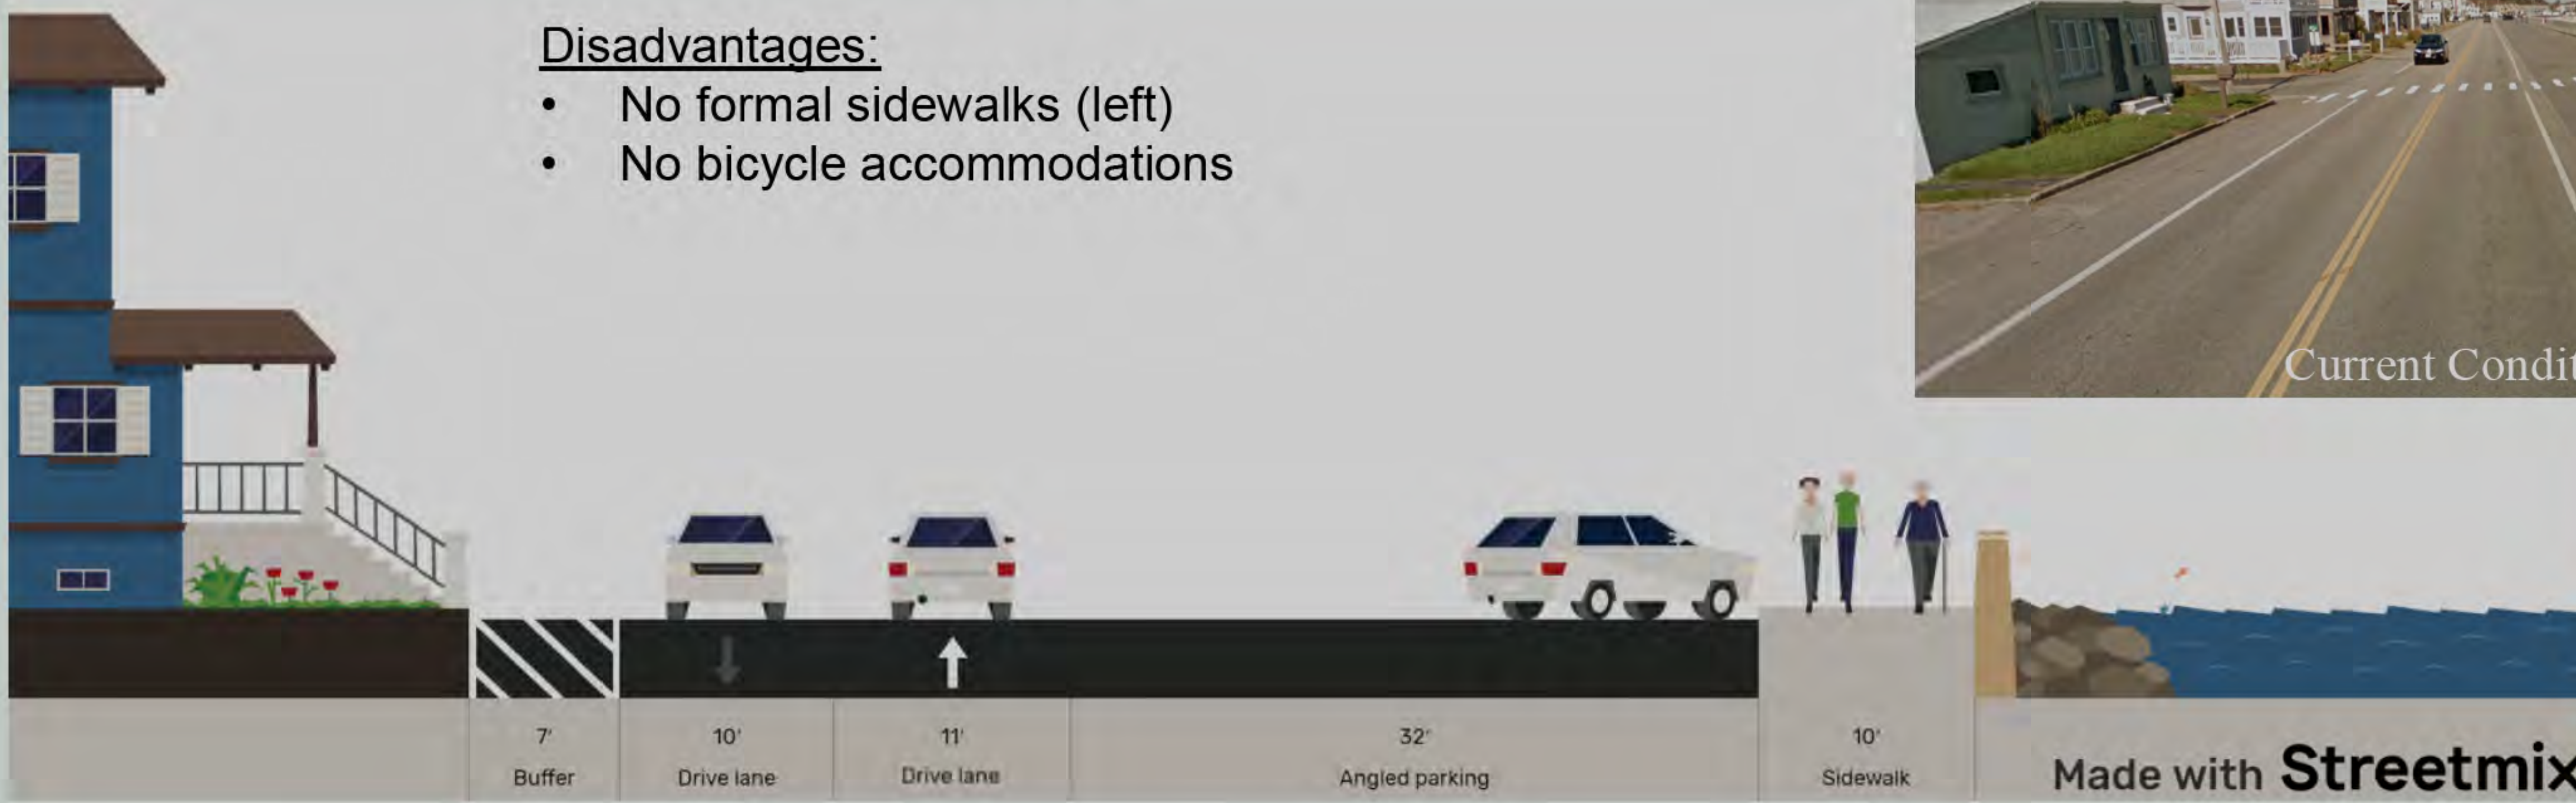 Disadvantages:
• No formal sidewalks (left)
• No bicycle accommodations
Current Condit
7' 10' 11' 32' 10'
Buffer Drive lane Drive lane Angled parking Sidewalk
Made with Streetmix